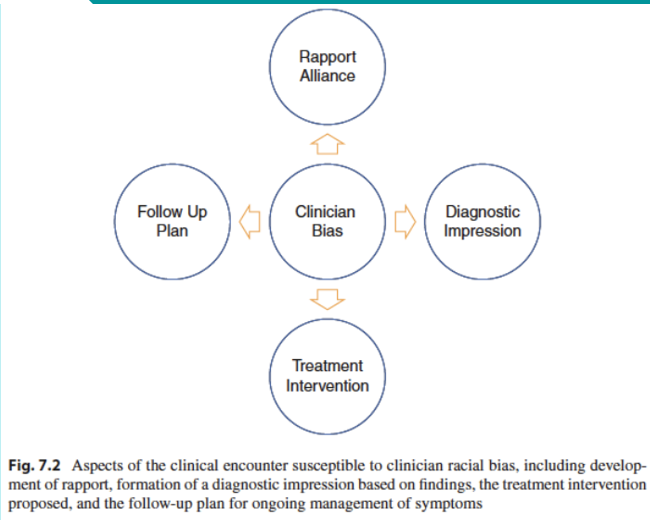 Rapport
Alliance
Follow Up
Plan
Clinician
Bias
Diagnostic
Impression
Treatment
Intervention
Fig. 7.2 Aspects of the clinical encounter susceptible to clinician racial bias, including develop-
ment of rapport, formation of a diagnostic impression based on findings, the treatment intervention
proposed, and the follow-up plan for ongoing management of symptoms